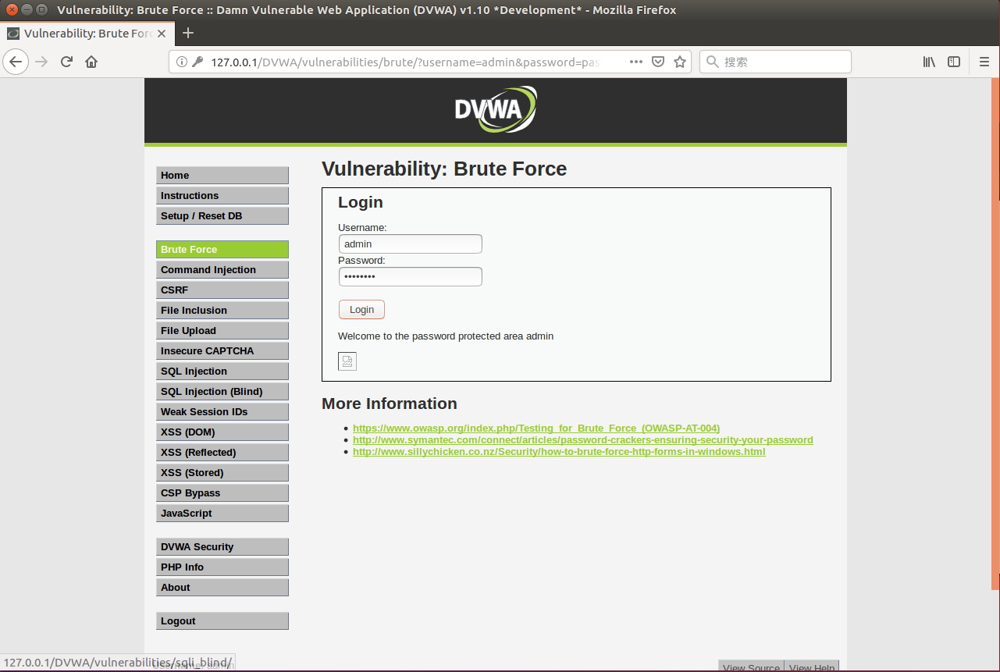 Vulnerability: Brute Force :: Damn Vulnerable Web Application (DVWA) v1.10 *Development* - Mozilla Firefox
Vulnerability: Brute Forc
127.0.0.1/DVWA/vulnerabilities/brute/?username=admin&password=pas
搜索
DVWA
Vulnerability: Brute Force
Home
Instructions
Setup / Reset DB
Brute Force
Command Injection
CSRF
File Inclusion
File Upload
Insecure CAPTCHA
SQL Injection
SQL Injection (Blind)
Weak Session IDs
XSS (DOM)
XSS (Reflected)
XSS (Stored)
CSP Bypass
JavaScript
DVWA Security
PHP Info
About
Logout
Login
Username:
admin
Password:
••••••••
Login
Welcome to the password protected area admin
More Information
• https://www.owasp.org/index.php/Testing_for_Brute_Force_(OWASP-AT-004)
• http://www.symantec.com/connect/articles/password-crackers-ensuring-security-your-password
• http://www.sillychicken.co.nz/Security/how-to-brute-force-http-forms-in-windows.html
127.0.0.1/DVWA/vulnerabilities/sqli_blind/
Username: admin
View Source View Help